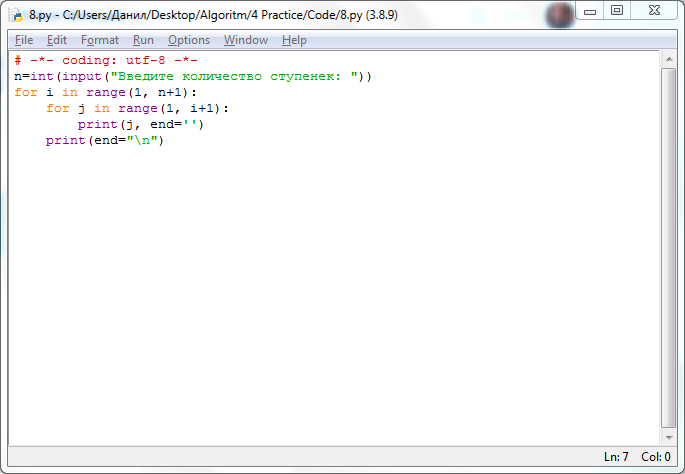 8.py - C:/Users/Данил/Desktop/Algoritm/4 Practice/Code/8.py (3.8.9)
File Edit Format Run Options Window Help
# -*- coding: utf-8 -*-
n=int(input("Введите количество ступенек: "))
for i in range(1, n+1):
    for j in range(1, i+1):
        print(j, end='')
    print(end="\n")
Ln: 7 Col: 0